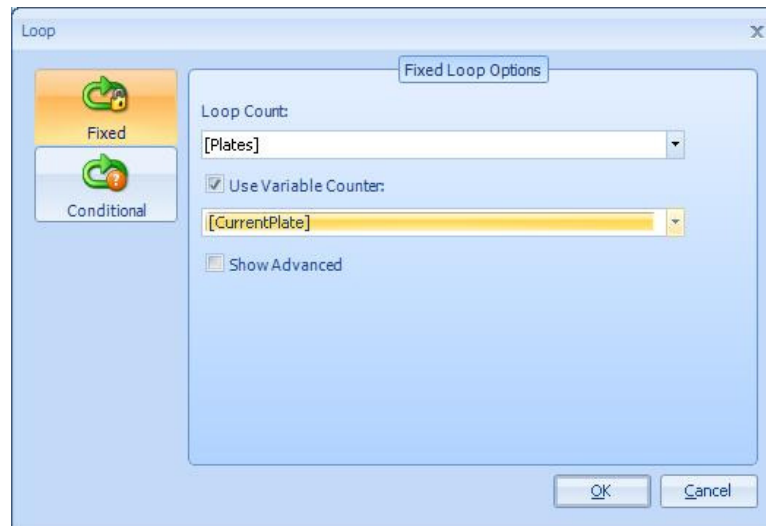 Loop
Fixed
Conditional
Fixed Loop Options
Loop Count:
[Plates]
Use Variable Counter:
[CurrentPlate]
Show Advanced
OK
Cancel